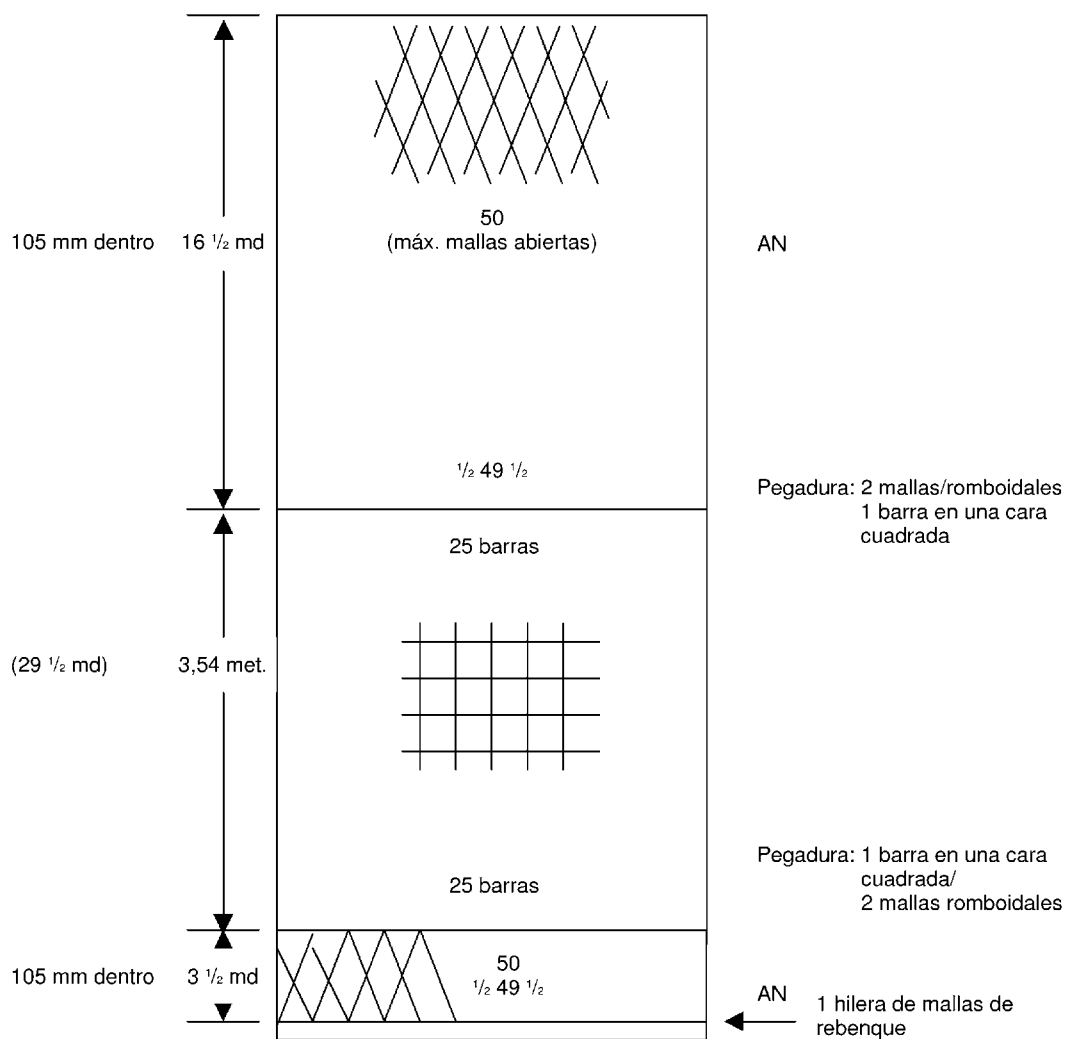 50
(máx. mallas abiertas)
105 mm dentro
16 ½ md
AN
½ 49 ½
Pegadura: 2 mallas/romboidales
1 barra en una cara
cuadrada
25 barras
(29 ½ md)
3,54 met.
Pegadura: 1 barra en una cara
cuadrada/
2 mallas romboidales
25 barras
105 mm dentro
3 ½ md
50
½ 49 ½
AN
1 hilera de mallas de
rebenque